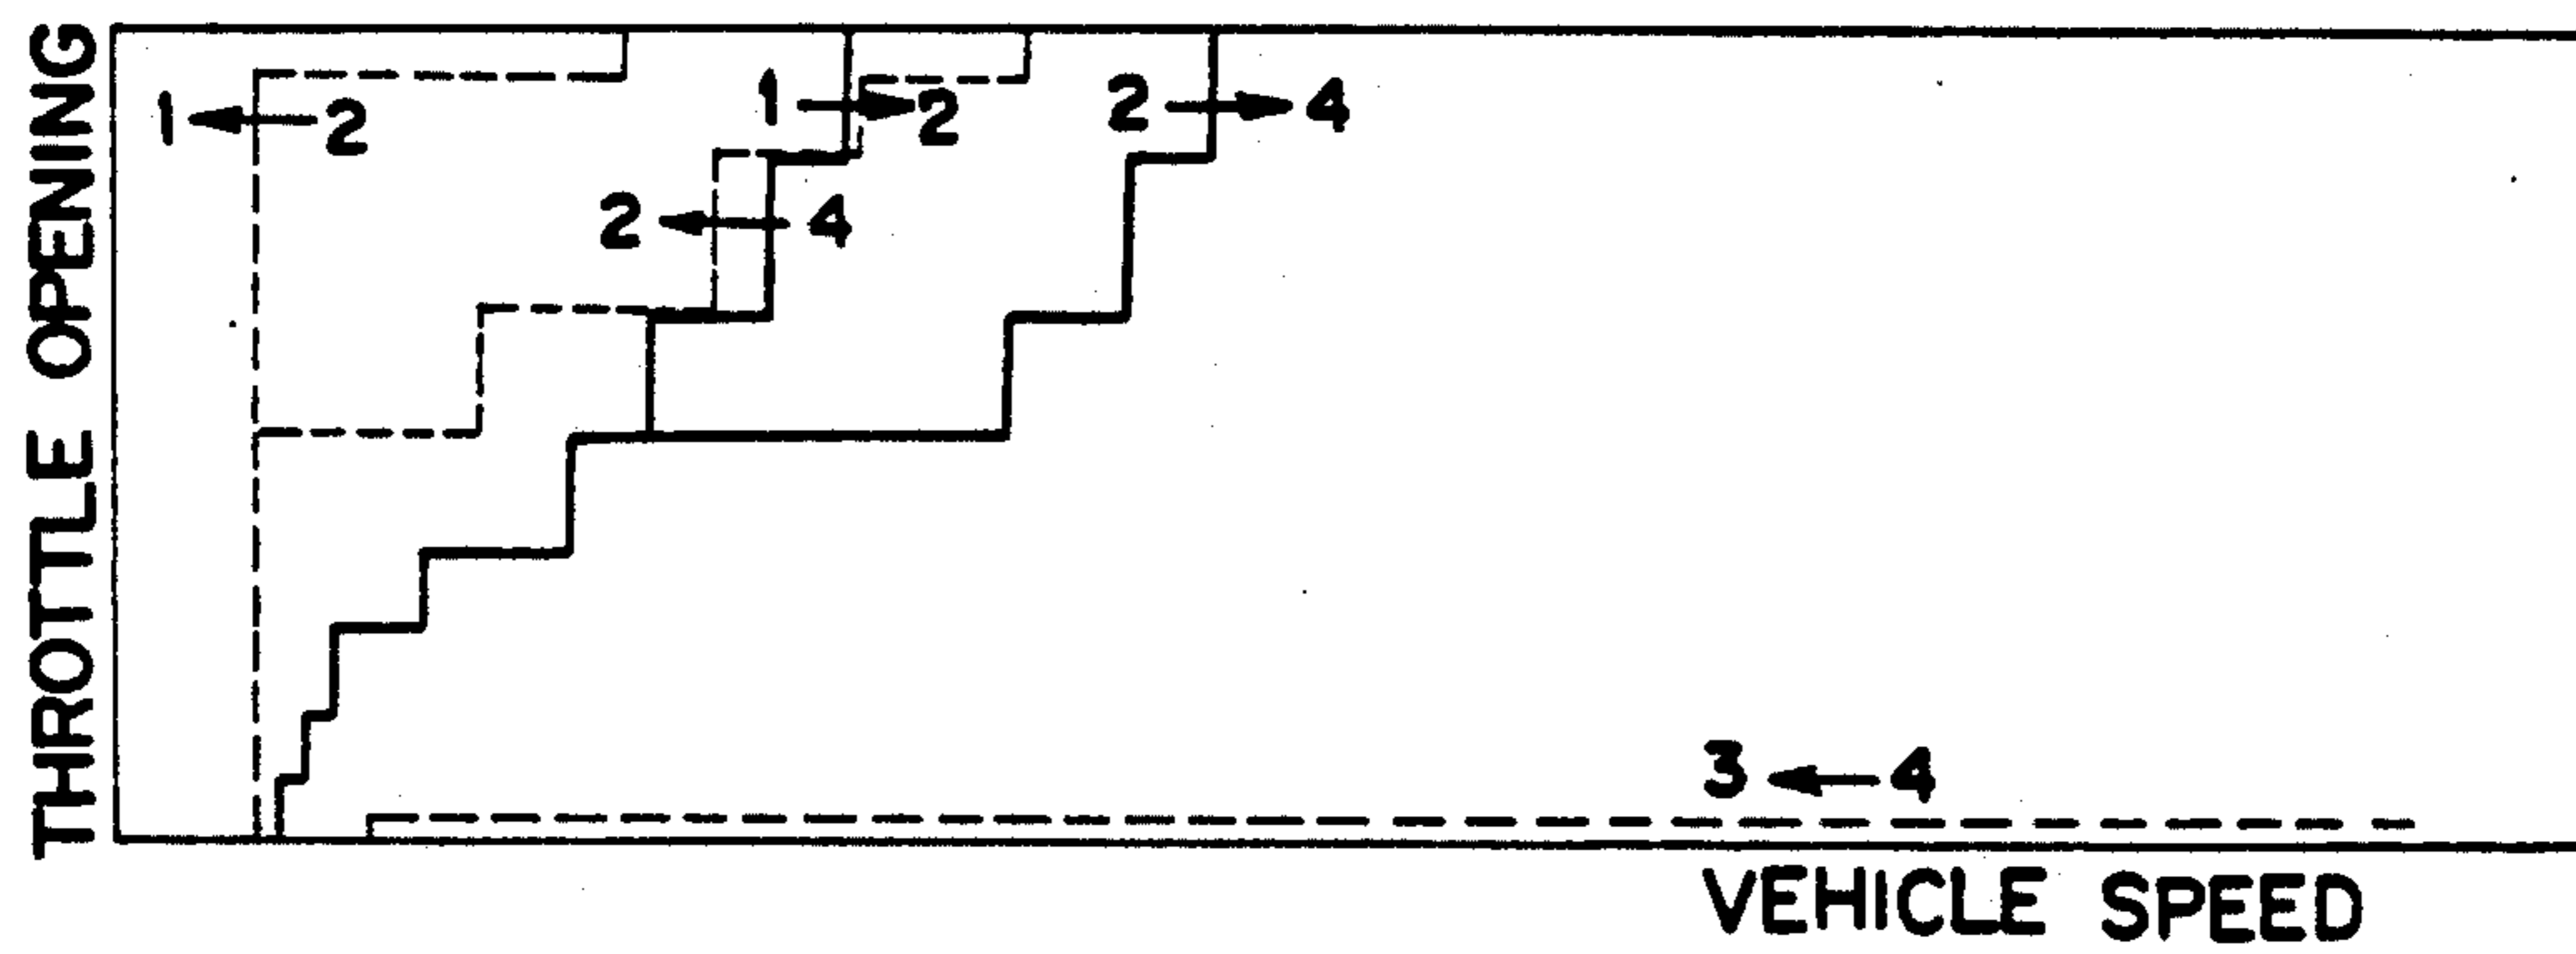 THROTTLE OPENING
1 ← 2
1 → 2
2 → 4
2 ← 4
3 ← 4
VEHICLE SPEED